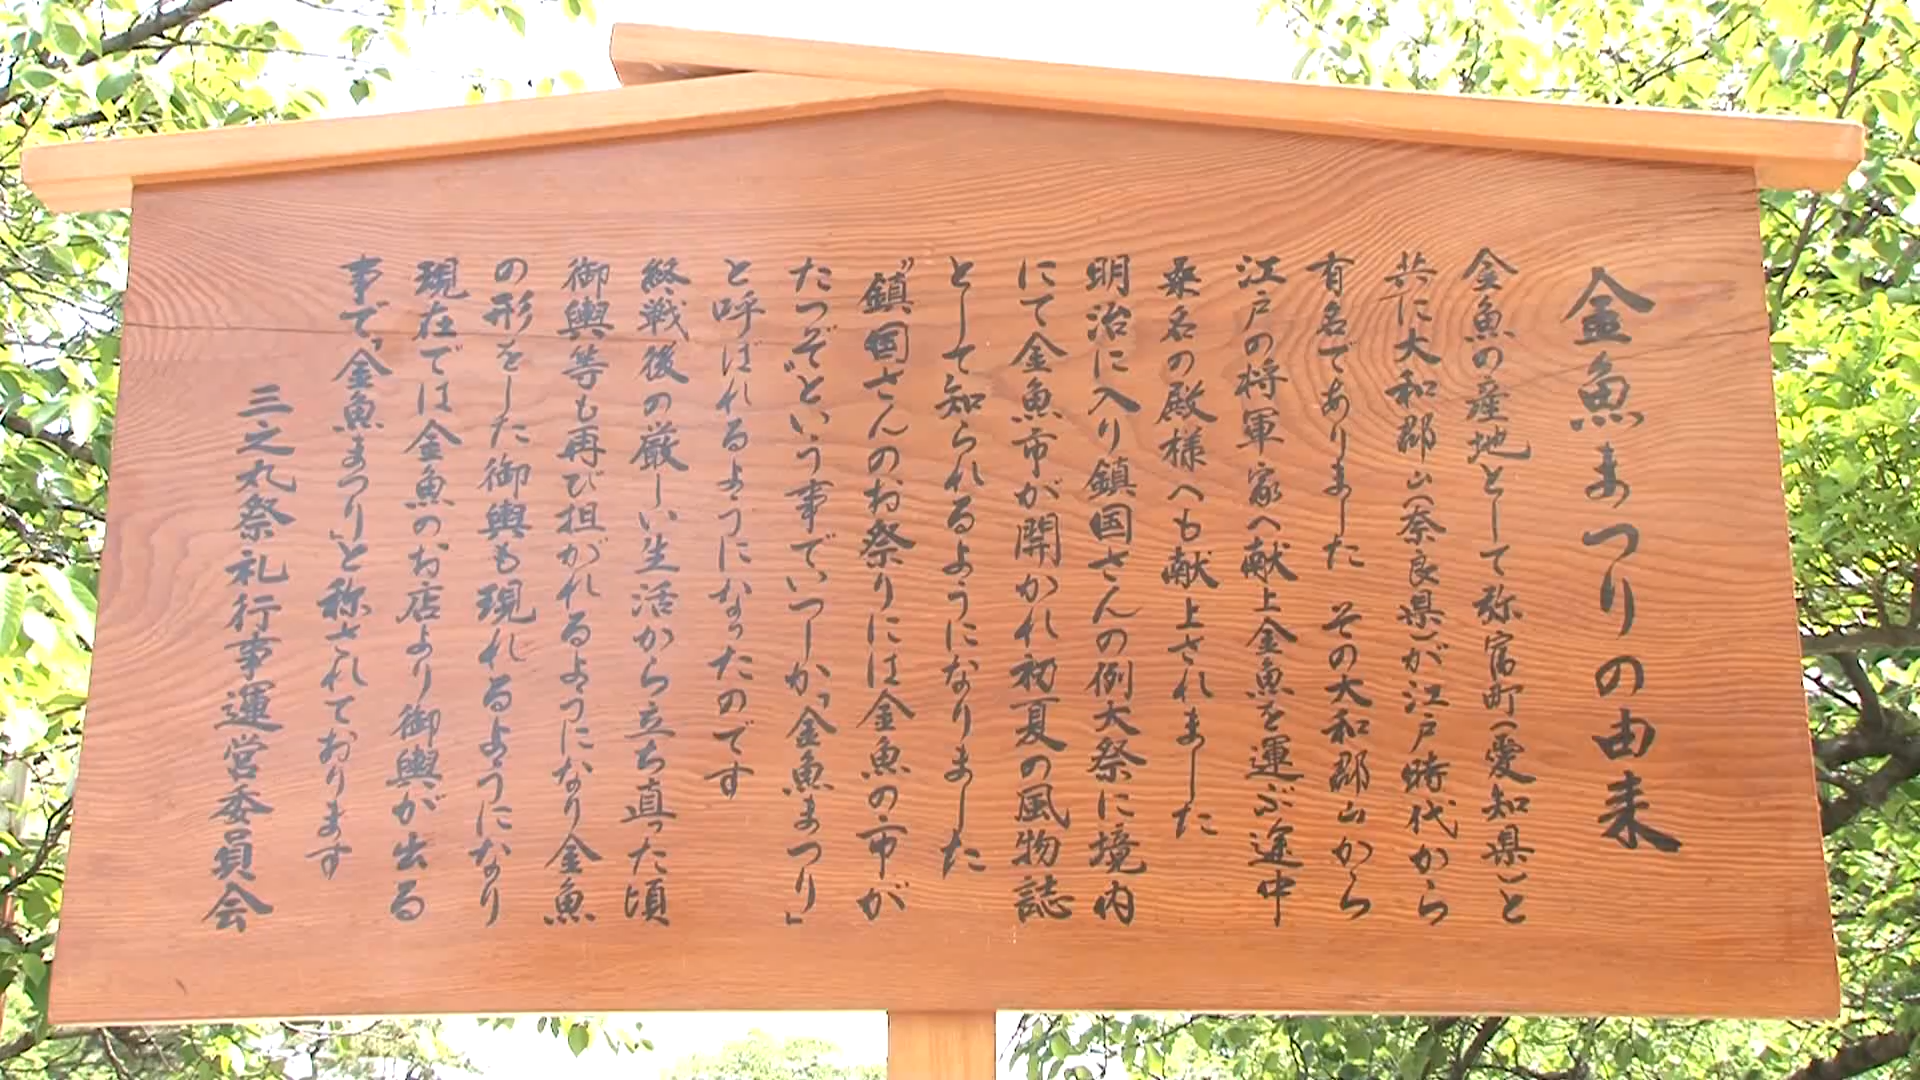 金魚まつりの由来
金魚の産地として弥富町(愛知県)と
共に大和郡山(奈良県)が江戸時代から
有名でありました その大和郡山から
江戸の将軍家へ献上金魚を運ぶ途中
桑名の殿様へも献上されました
明治に入り鎮国さんの例大祭に境内
にて金魚市が開かれ初夏の風物誌
として知られるようになりました
〝鎮国さんのお祭りには金魚の市が
たつぞ〟という事でいつしか「金魚まつり」
と呼ばれるようになったのです
終戦後の厳しい生活から立ち直った頃
御輿等も再び担がれるようになり金魚
の形をした御輿も現れるようになり
現在では金魚のお店より御輿が出る
事で「金魚まつり」と称されております
三之丸祭礼行事運営委員会